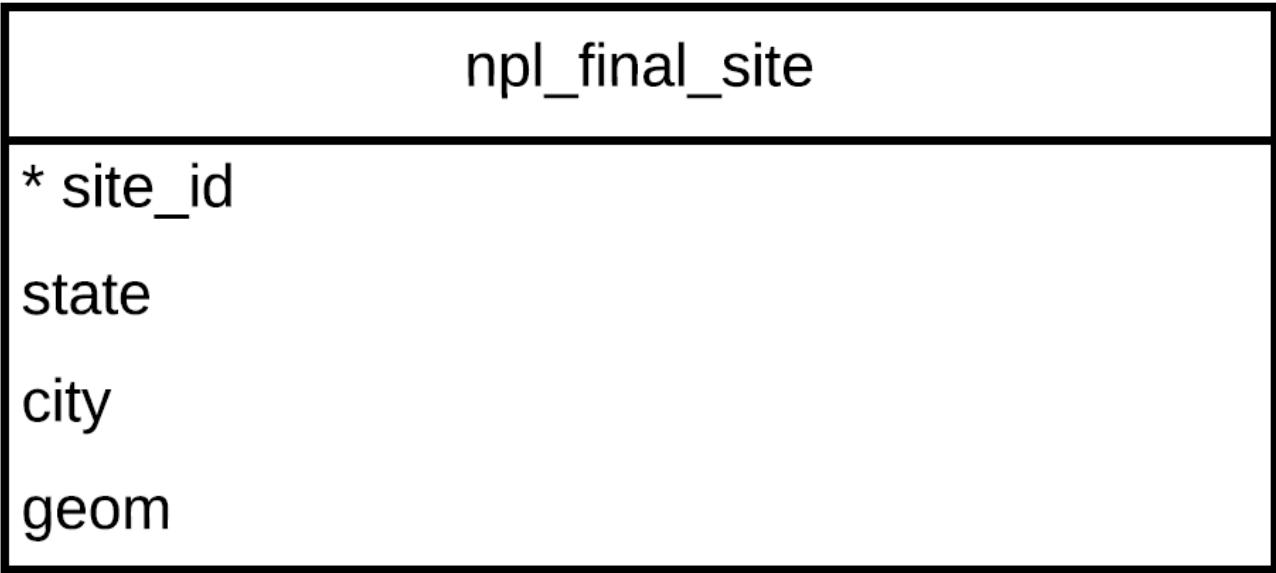 npl_final_site
* site_id
state
city
geom